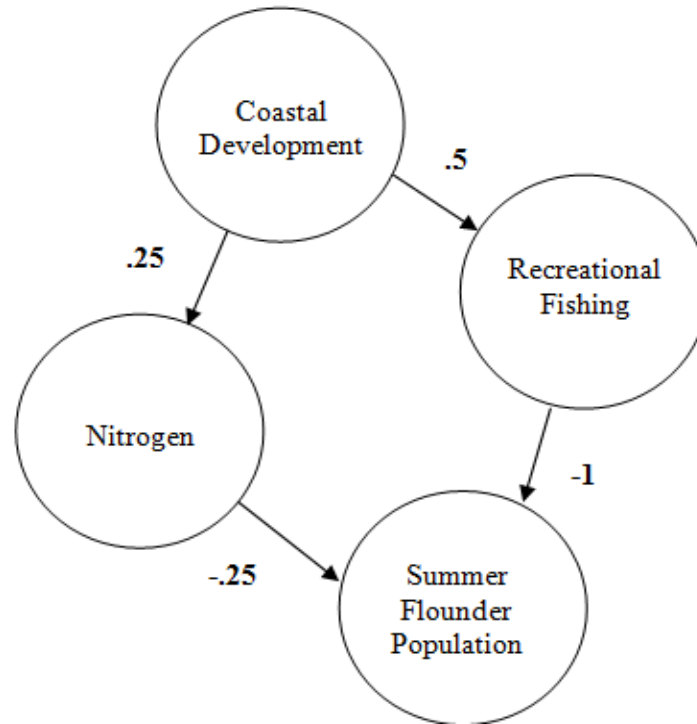 Coastal
Development
.5
.25
Recreational
Fishing
Nitrogen
-1
-.25
Summer
Flounder
Population